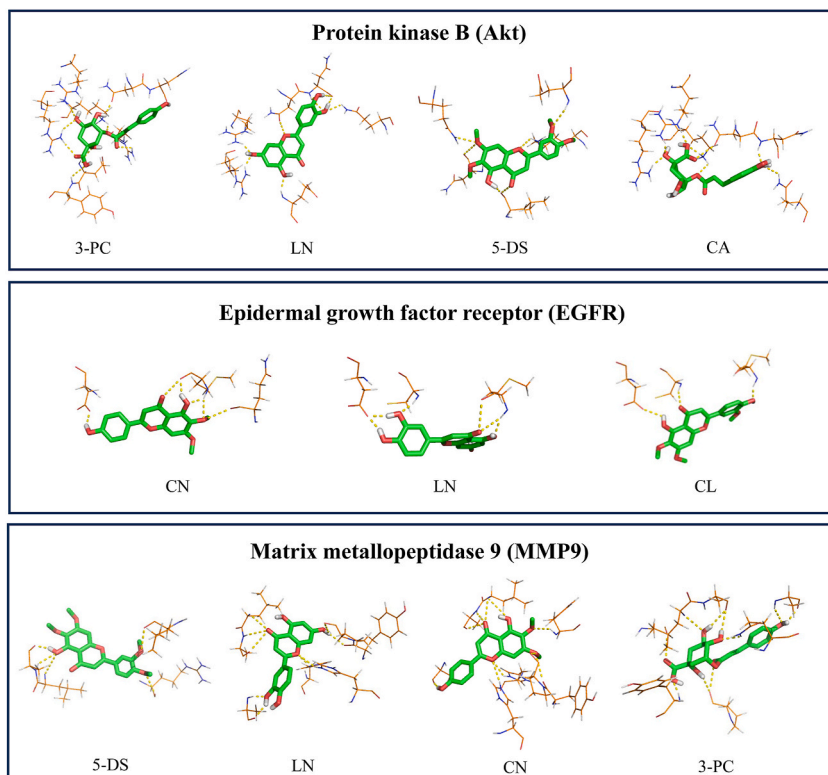 Protein kinase B (Akt)
3-PC
LN
5-DS
CA
Epidermal growth factor receptor (EGFR)
CN
LN
CL
Matrix metallopeptidase 9 (MMP9)
5-DS
LN
CN
3-PC